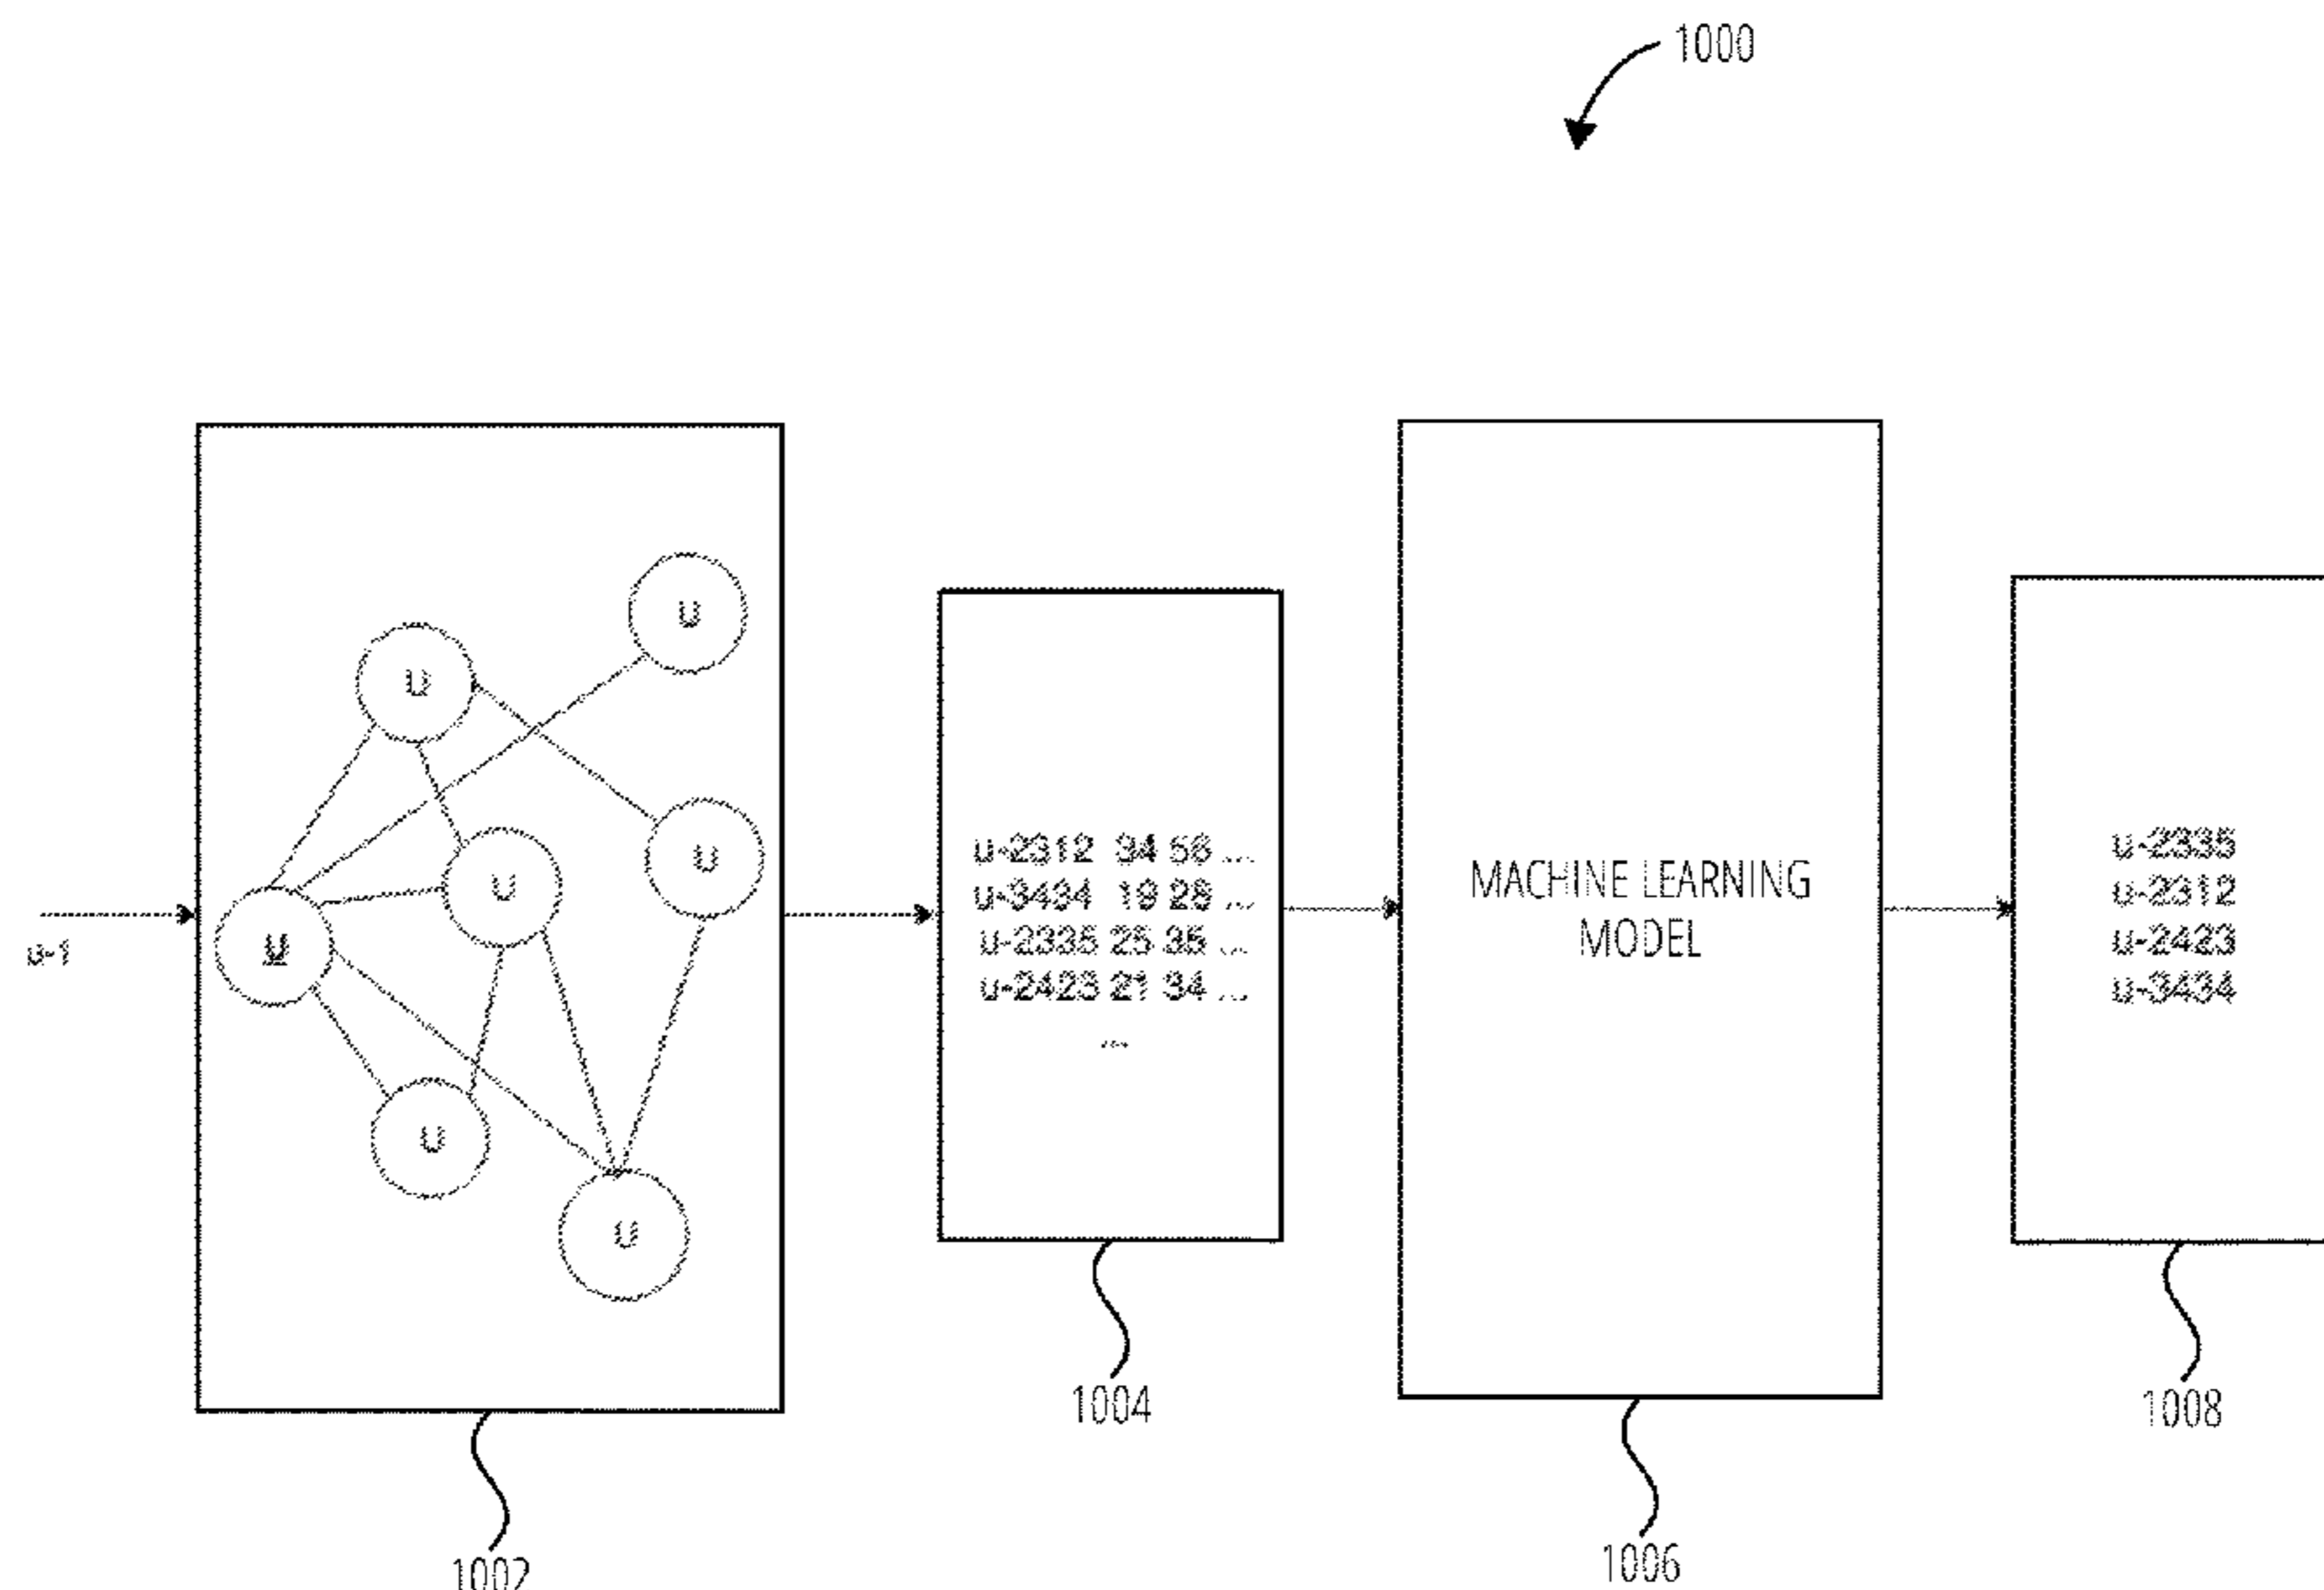 1000
u-1
U
U
U
U
U
U
U
u-2312 34 56 ...
u-3434 19 28 ...
u-2335 25 35 ...
u-2423 21 34 ...
...
MACHINE LEARNING
MODEL
u-2335
u-2312
u-2423
u-3434
1002
1004
1006
1008